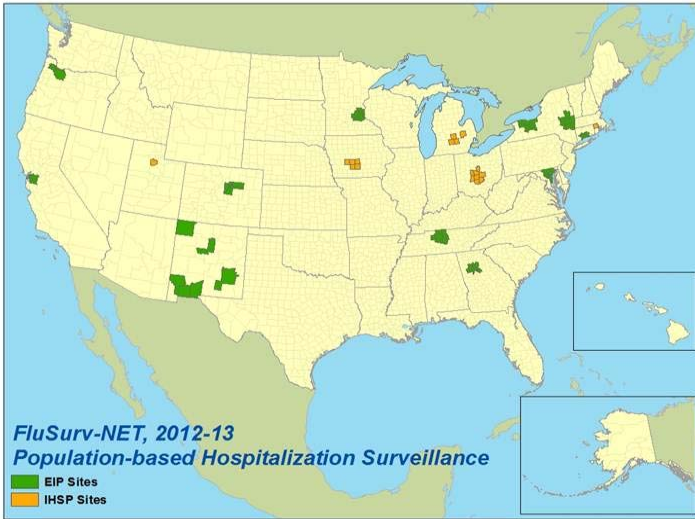 FluSurv-NET, 2012-13
Population-based Hospitalization Surveillance
EIP Sites
IHSP Sites